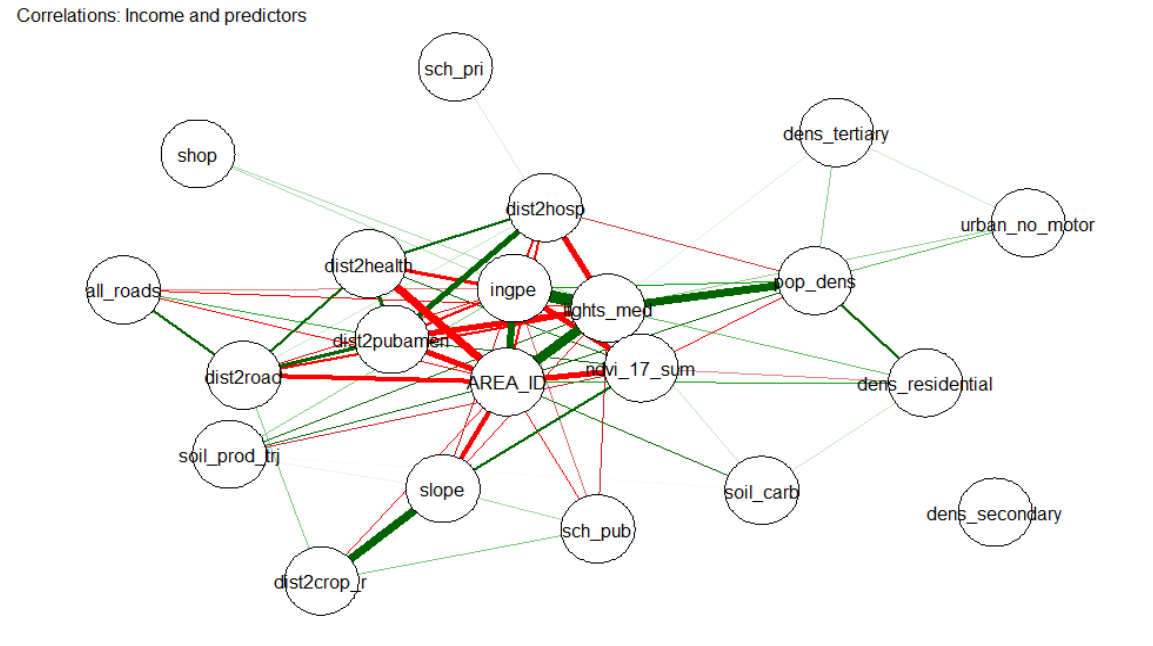 Correlations: Income and predictors
sch_pri
dens_tertiary
shop
dist2hosp
urban_no_motor
dist2health
pop_dens
all_roads
ingpe
lights_med
dist2pubamen
ndvi_17_sum
dist2road
AREA_ID
dens_residential
soil_prod_trj
slope
soil_carb
dens_secondary
sch_pub
dist2crop_r